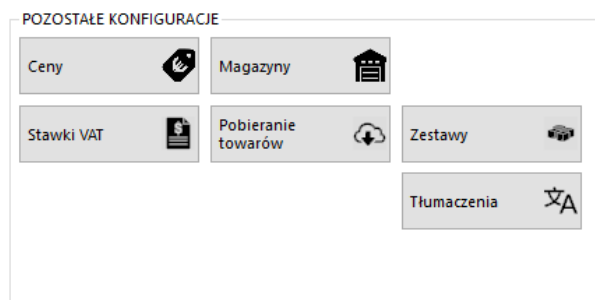 POZOSTAŁE KONFIGURACJE
Ceny
Magazyny
Stawki VAT
Pobieranie
towarów
Zestawy
Tłumaczenia